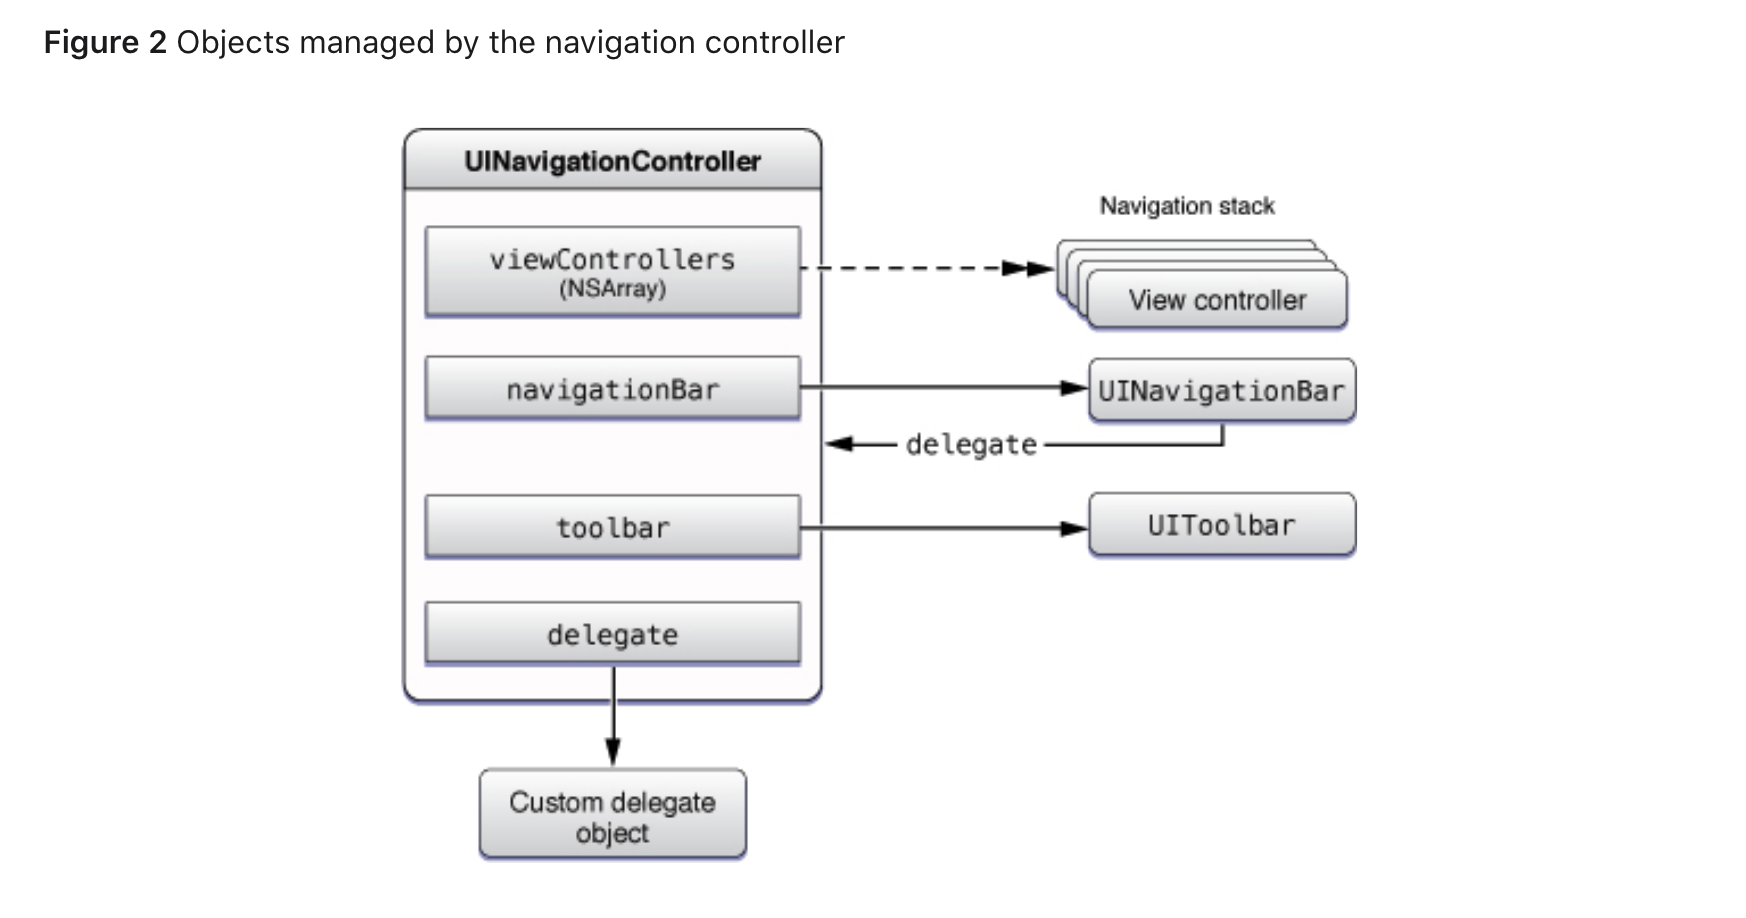 Figure 2 Objects managed by the navigation controller
UINavigationController
viewControllers
(NSArray)
Navigation stack
View controller
navigationBar
UINavigationBar
delegate
toolbar
UIToolbar
delegate
Custom delegate
object